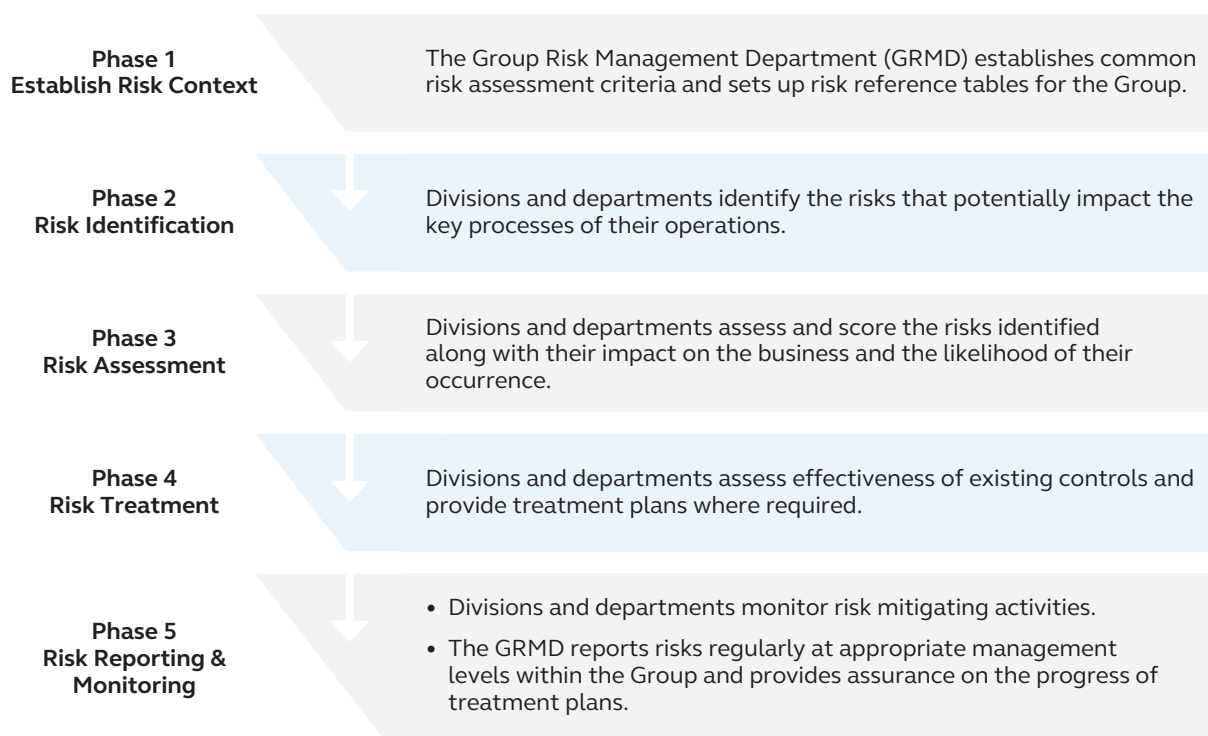 Phase 1
Establish Risk Context
The Group Risk Management Department (GRMD) establishes common
risk assessment criteria and sets up risk reference tables for the Group.
Phase 2
Risk Identification
Divisions and departments identify the risks that potentially impact the
key processes of their operations.
Phase 3
Risk Assessment
Divisions and departments assess and score the risks identified
along with their impact on the business and the likelihood of their
occurrence.
Phase 4
Risk Treatment
Divisions and departments assess effectiveness of existing controls and
provide treatment plans where required.
Phase 5
Risk Reporting &
Monitoring
• Divisions and departments monitor risk mitigating activities.
• The GRMD reports risks regularly at appropriate management
levels within the Group and provides assurance on the progress of
treatment plans.